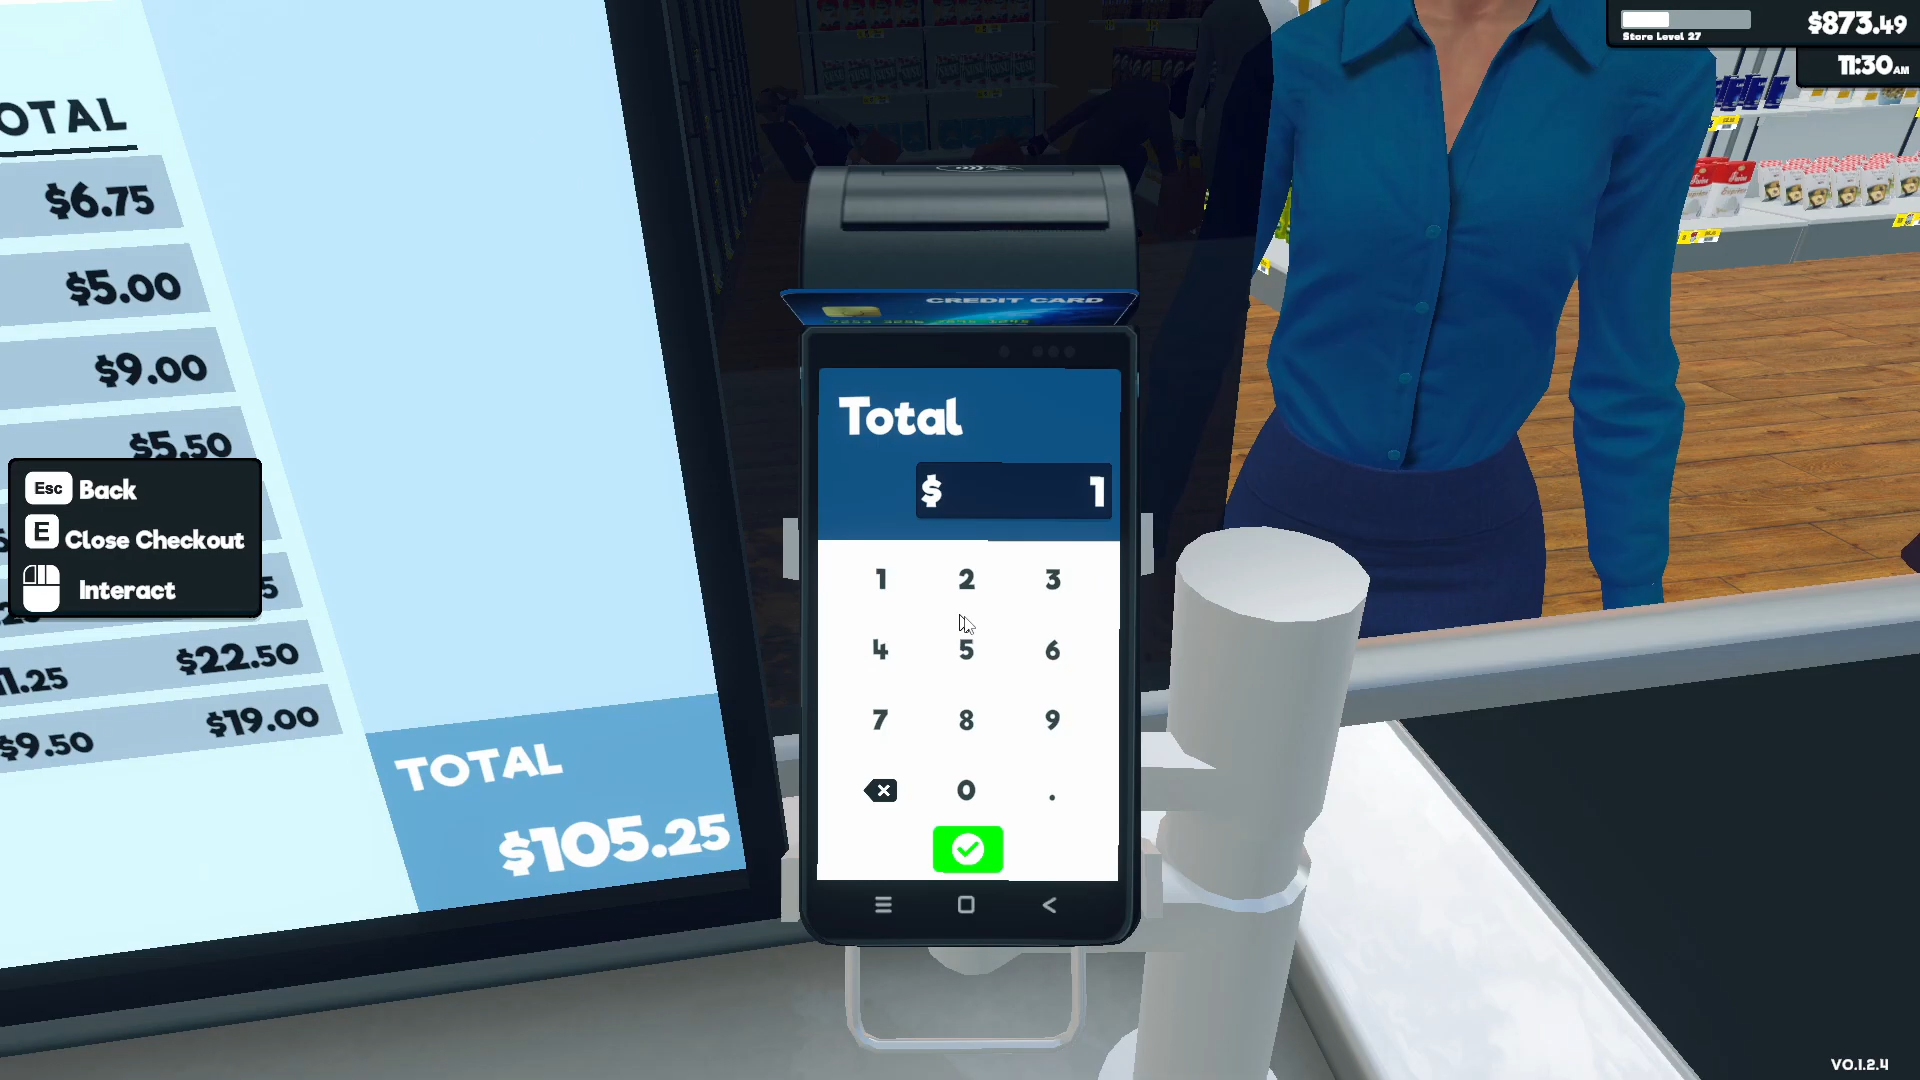 $873.49
Store Level 27
11:30AM
OTAL
$6.75
$5.00
$9.00
$5.50
Esc Back
E Close Checkout
Interact
5
11.25 $22.50
$9.50 $19.00
TOTAL
$105.25
CREDIT CARD
Total
$ 1
1 2 3
4 5 6
7 8 9
0 .
V0.1.2.4